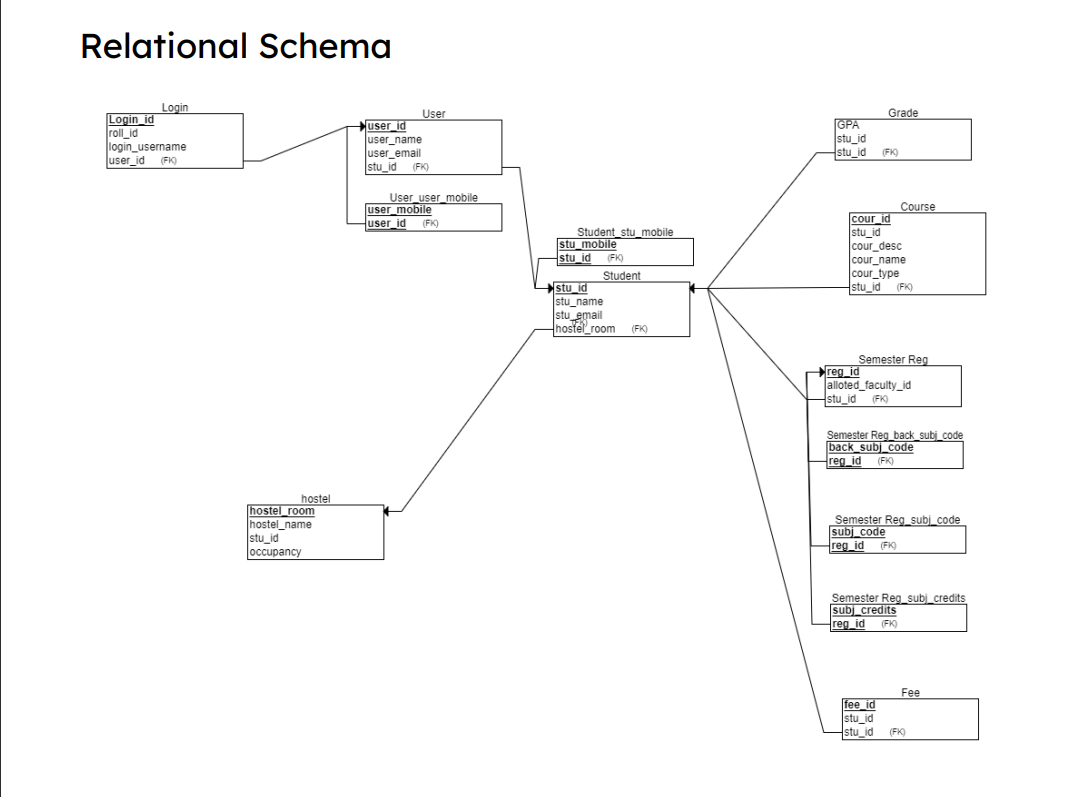 Relational Schema
Login
Login_id
roll_id
login_username
user_id (FK)
User
user_id
user_name
user_email
stu_id (FK)
User_user_mobile
user_mobile
user_id (FK)
Student_stu_mobile
stu_mobile
stu_id (FK)
Student
stu_id
stu_name
stu_email
(FK)
hostel_room (FK)
hostel
hostel_room
hostel_name
stu_id
occupancy
Grade
GPA
stu_id
stu_id (FK)
Course
cour_id
stu_id
cour_desc
cour_name
cour_type
stu_id (FK)
Semester Reg
reg_id
alloted_faculty_id
stu_id (FK)
Semester Reg_back_subj_code
back_subj_code
reg_id (FK)
Semester Reg_subj_code
subj_code
reg_id (FK)
Semester Reg_subj_credits
subj_credits
reg_id (FK)
Fee
fee_id
stu_id
stu_id (FK)